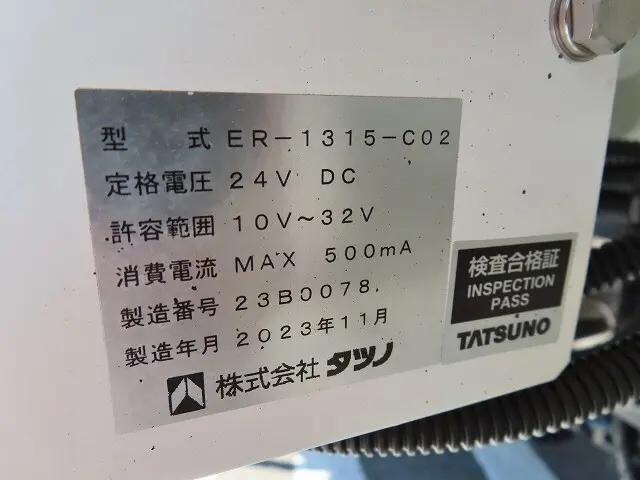 型 式 ER-1315-C02
定格電圧 24V DC
許容範囲 10V～32V
消費電流 MAX 500mA
製造番号 23B0078
製造年月 2023年11月
株式会社 タツノ
検査合格証
INSPECTION
PASS
TATSUNO